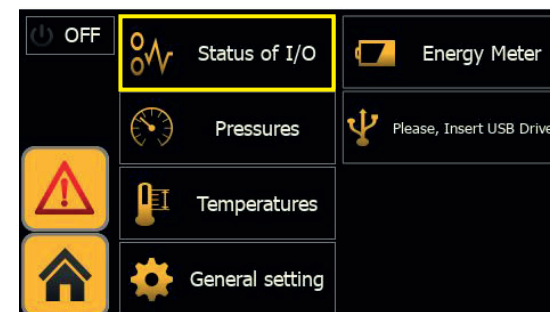 OFF
Status of I/O
Energy Meter
Pressures
Please, Insert USB Drive
Temperatures
General setting